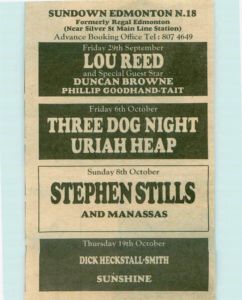 SUNDOWN EDMONTON N.18
Formerly Regal Edmonton
(Near Silver St Main Line Station)
Advance Booking Office Tel: 807 4649
Friday 29th September
LOU REED
and Special Guest Star
DUNCAN BROWNE
PHILLIP GOODHAND-TAIT
Friday 6th October
THREE DOG NIGHT
URIAH HEAP
Sunday 8th October
STEPHEN STILLS
AND MANASSAS
Thursday 19th October
DICK HECKSTALL-SMITH
SUNSHINE